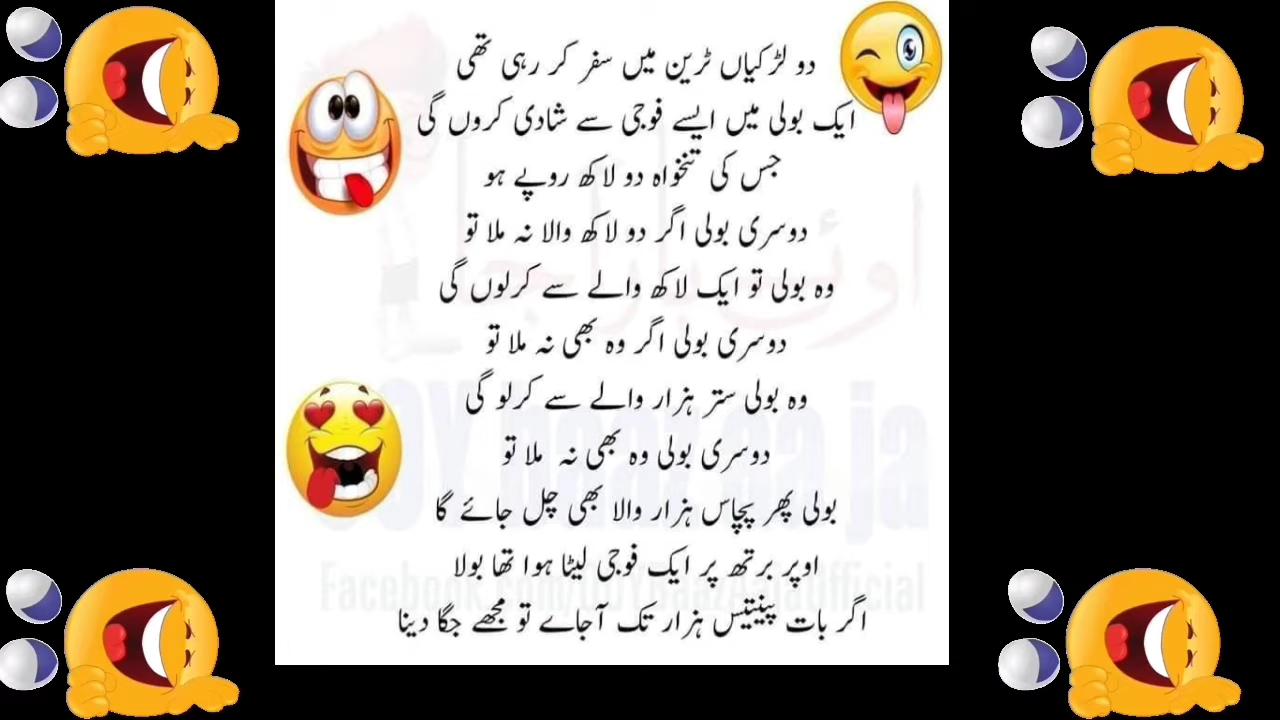 دو لڑکیاں ٹرین میں سفر کر رہی تھی
ایک بولی میں ایسے فوجی سے شادی کروں گی
جس کی تنخواہ دو لاکھ روپے ہو
دوسری بولی اگر دو لاکھ والا نہ ملا تو
وہ بولی تو ایک لاکھ والے سے کرلوں گی
دوسری بولی اگر وہ بھی نہ ملا تو
وہ بولی ستر ہزار والے سے کرلو گی
دوسری بولی وہ بھی نہ ملا تو
بولی پھر پچاس ہزار والا بھی چل جائے گا
اوپر برتھ پر ایک فوجی لیٹا ہوا تھا بولا
اگر بات پینتیس ہزار تک آجاے تو مجھے جگا دینا